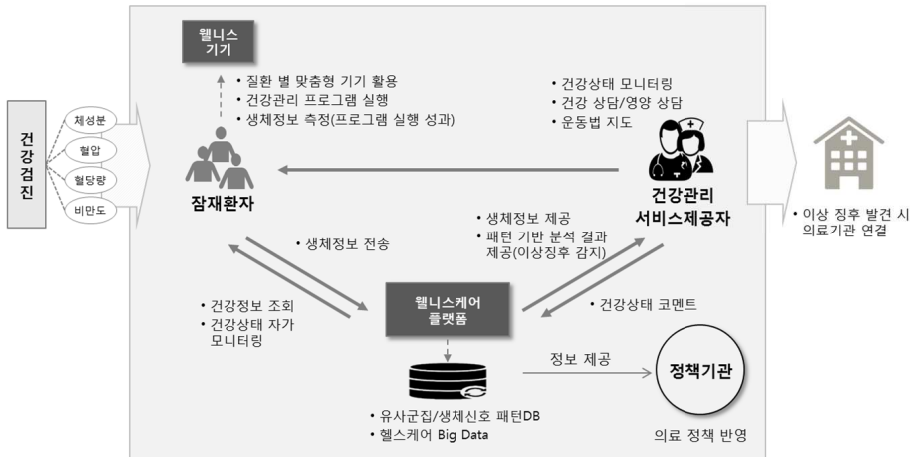 건강검진
체성분
혈압
혈당량
비만도
웰니스
기기
• 질환 별 맞춤형 기기 활용
• 건강관리 프로그램 실행
• 생체정보 측정(프로그램 실행 성과)
잠재환자
• 건강상태 모니터링
• 건강 상담/영양 상담
• 운동법 지도
건강관리
서비스제공자
• 이상 징후 발견 시
의료기관 연결
• 생체정보 전송
• 생체정보 제공
• 패턴 기반 분석 결과
제공(이상징후 감지)
• 건강정보 조회
• 건강상태 자가
모니터링
웰니스케어
플랫폼
• 건강상태 코멘트
정보 제공
정책기관
• 유사군집/생체신호 패턴DB
• 헬스케어 Big Data
의료 정책 반영